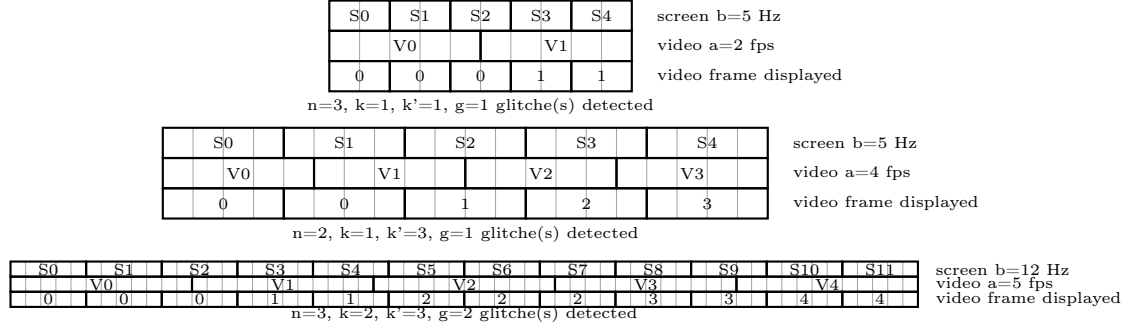 S0 S1 S2 S3 S4 screen b=5 Hz
V0 V1 video a=2 fps
0 0 0 1 1 video frame displayed
n=3, k=1, k'=1, g=1 glitche(s) detected
S0 S1 S2 S3 S4 screen b=5 Hz
V0 V1 V2 V3 video a=4 fps
0 0 1 2 3 video frame displayed
n=2, k=1, k'=3, g=1 glitche(s) detected
S0 S1 S2 S3 S4 S5 S6 S7 S8 S9 S10 S11 screen b=12 Hz
V0 V1 V2 V3 V4 video a=5 fps
0 0 0 1 1 2 2 2 3 3 4 4 video frame displayed
n=3, k=2, k'=3, g=2 glitche(s) detected